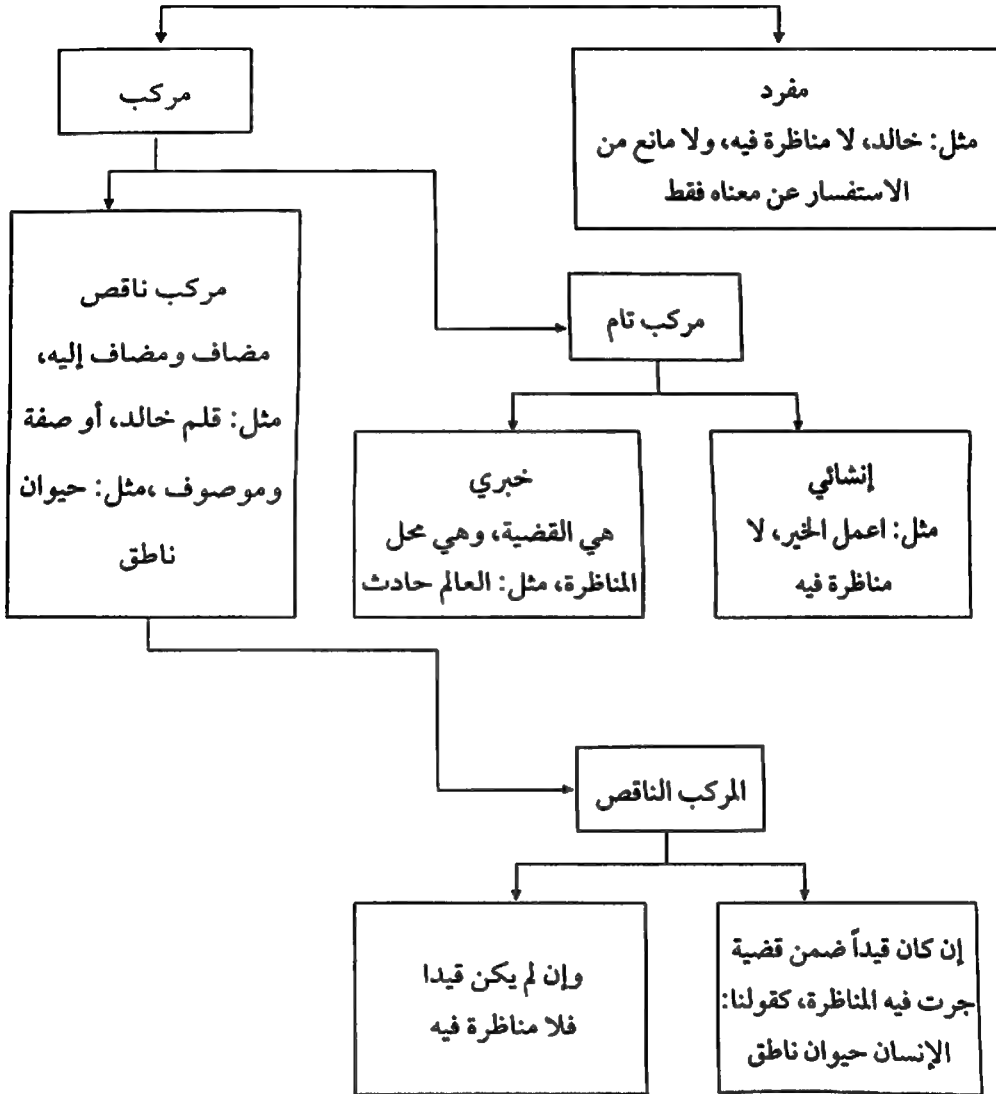 مفرد
مثل: خالد، لا مناظرة فيه، ولا مانع من
الاستفسار عن معناه فقط
مركب
مركب تام
إنشائي
مثل: اعمل الخير، لا
مناظرة فيه
خبري
هي القضية، وهي محل
المناظرة، مثل: العالم حادث
مركب ناقص
مضاف ومضاف إليه،
مثل: قلم خالد، أو صفة
وموصوف ،مثل: حيوان
ناطق
المركب الناقص
إن كان قيداً ضمن قضية
جرت فيه المناظرة، كقولنا:
الإنسان حيوان ناطق
وإن لم يكن قيدا
فلا مناظرة فيه